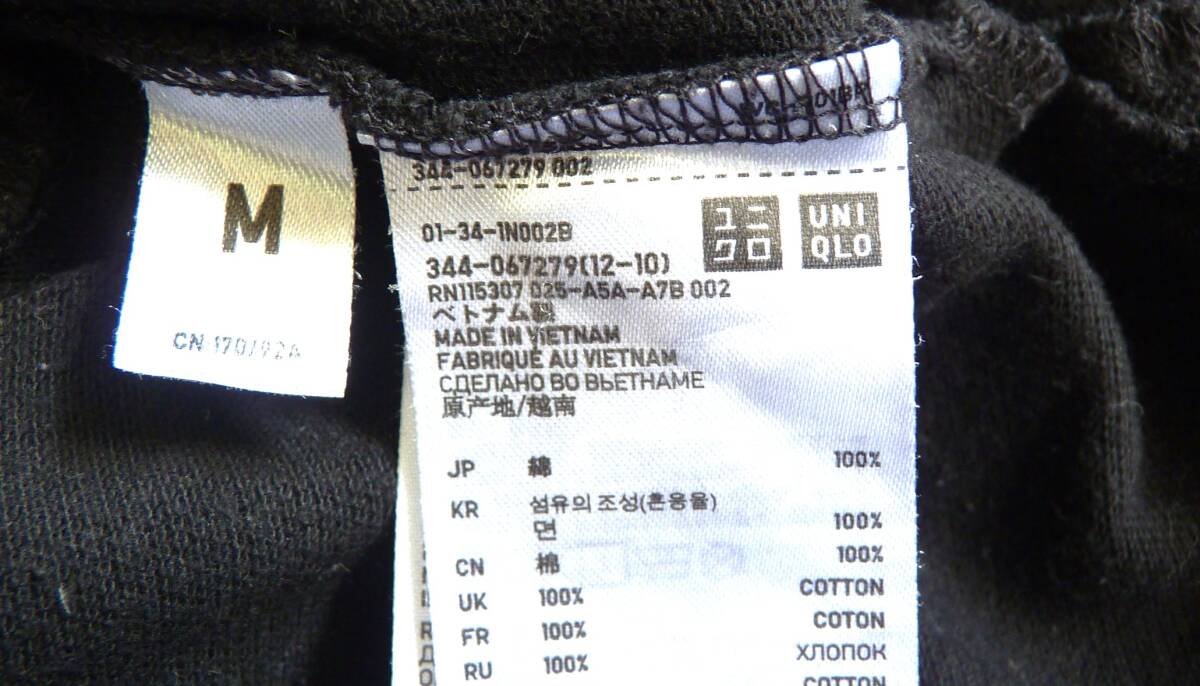 M
CN 170/92A
344-067279 002
01-34-1N002B
ユニ
クロ
UNI
QLO
344-067279(12-10)
RN115307 025-A5A-A7B 002
ベトナム製
MADE IN VIETNAM
FABRIQUÉ AU VIETNAM
СДЕЛАНО ВО ВЬЕТНАМЕ
原产地/越南
JP 綿 100%
KR 섬유의 조성(혼용율)
면 100%
CN 棉 100%
UK 100% COTTON
FR 100% COTON
RU 100% ХЛОПОК
COTTON